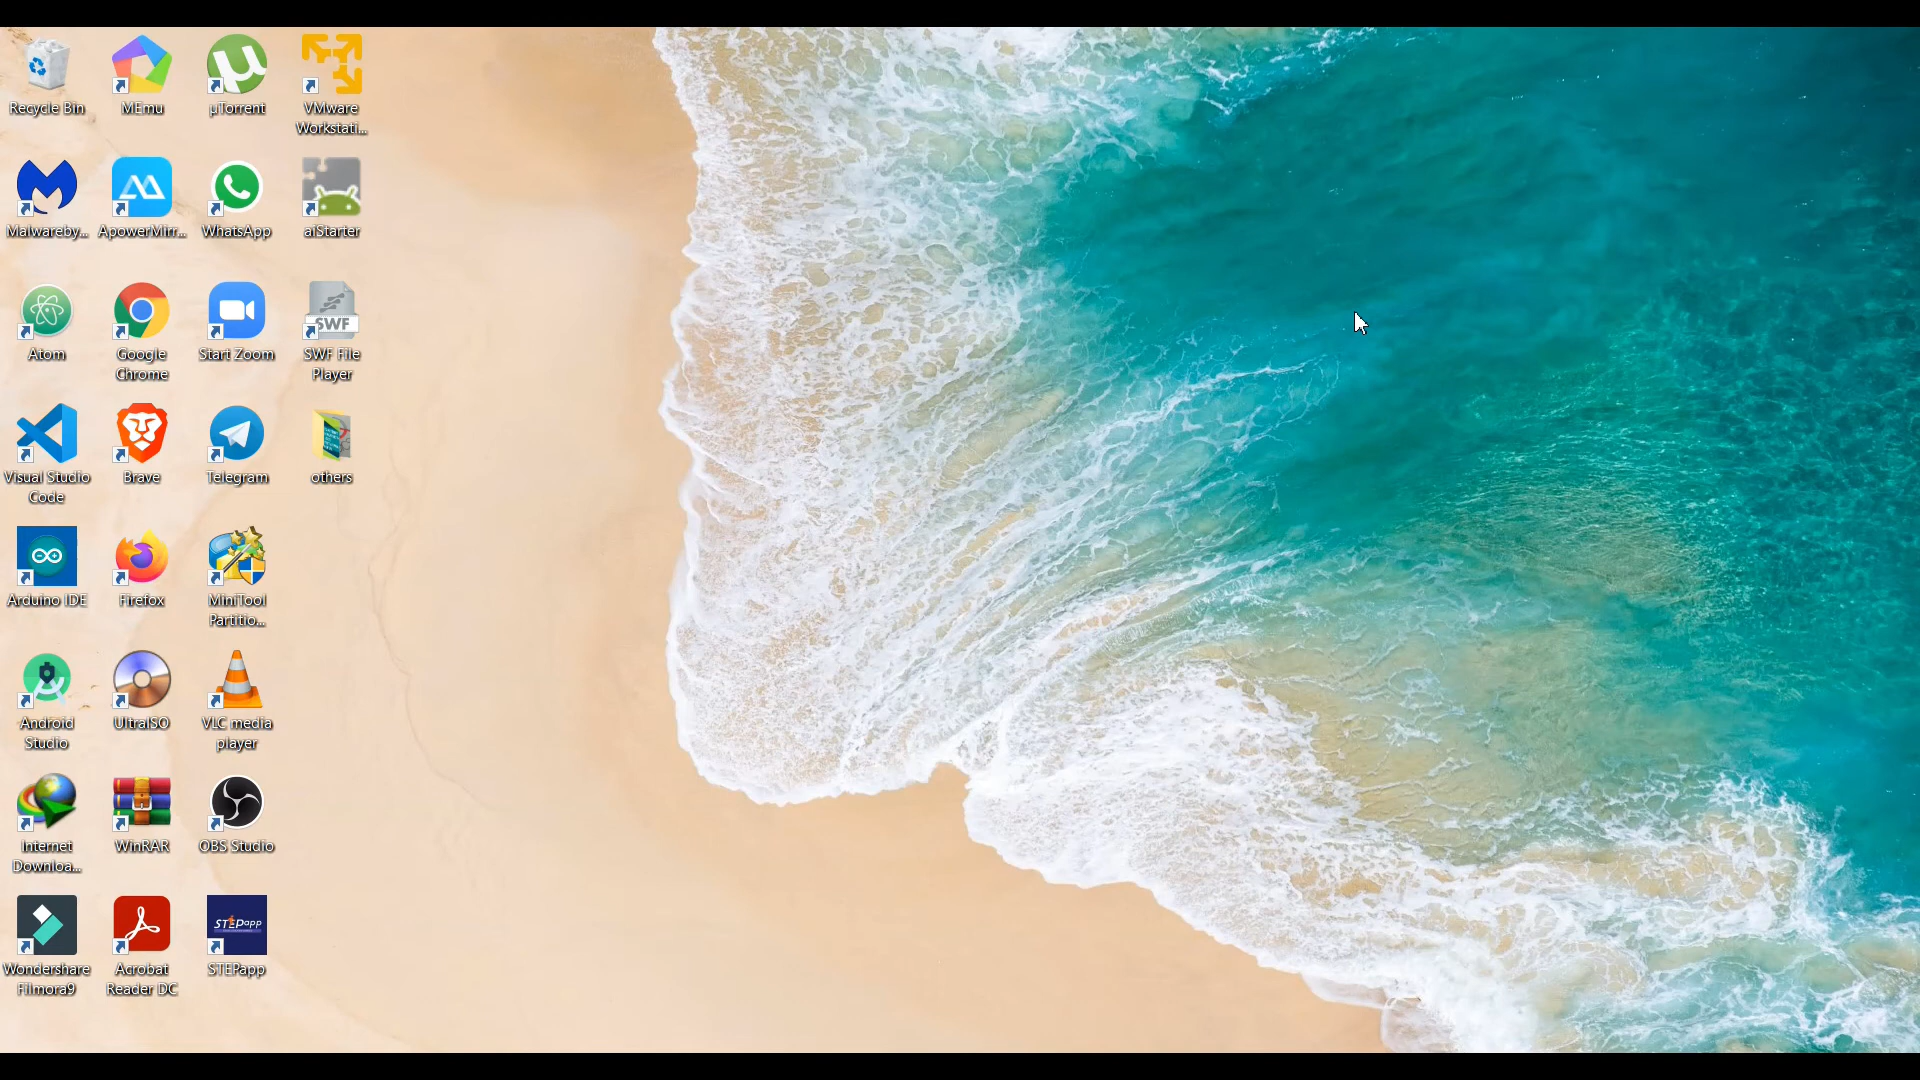 Recycle Bin
MEmu
µTorrent
VMware
Workstati...
Malwareby...
ApowerMirr...
WhatsApp
aiStarter
Atom
Google
Chrome
Start Zoom
SWF
SWF File
Player
Visual Studio
Code
Brave
Telegram
others
Arduino IDE
Firefox
MiniTool
Partitio...
Android
Studio
UltraISO
VLC media
player
Internet
Downloa...
WinRAR
OBS Studio
Wondershare
Filmora9
Acrobat
Reader DC
STEPapp
STEPapp